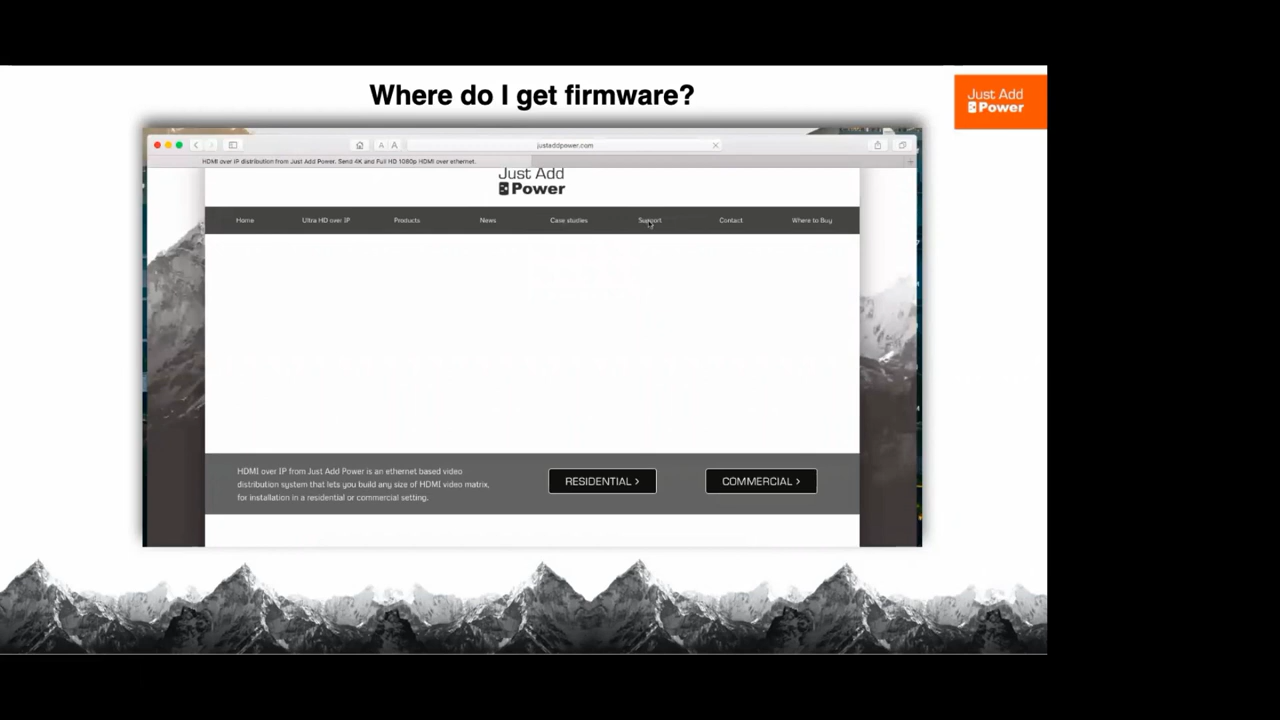 Where do I get firmware?
Just Add
Power
A A
justaddpower.com
HDMI over IP distribution from Just Add Power. Send 4K and Full HD 1080p HDMI over ethernet.
Just Add
Power
Home Ultra HD over IP Products News Case studies Support Contact Where to Buy
HDMI over IP from Just Add Power is an ethernet based video
distribution system that lets you build any size of HDMI video matrix,
for installation in a residential or commercial setting.
RESIDENTIAL > COMMERCIAL >